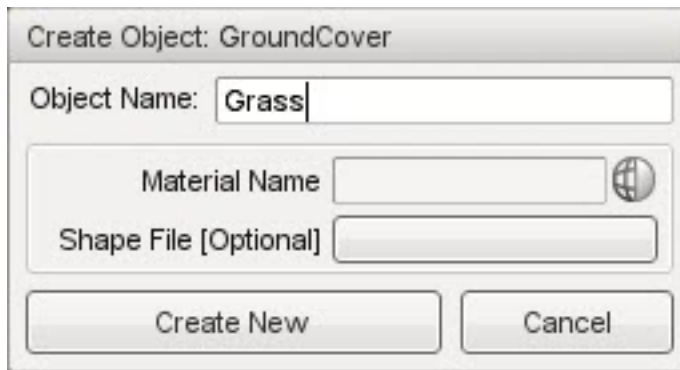 Create Object: GroundCover
Object Name: Grass
Material Name
Shape File [Optional]
Create New Cancel